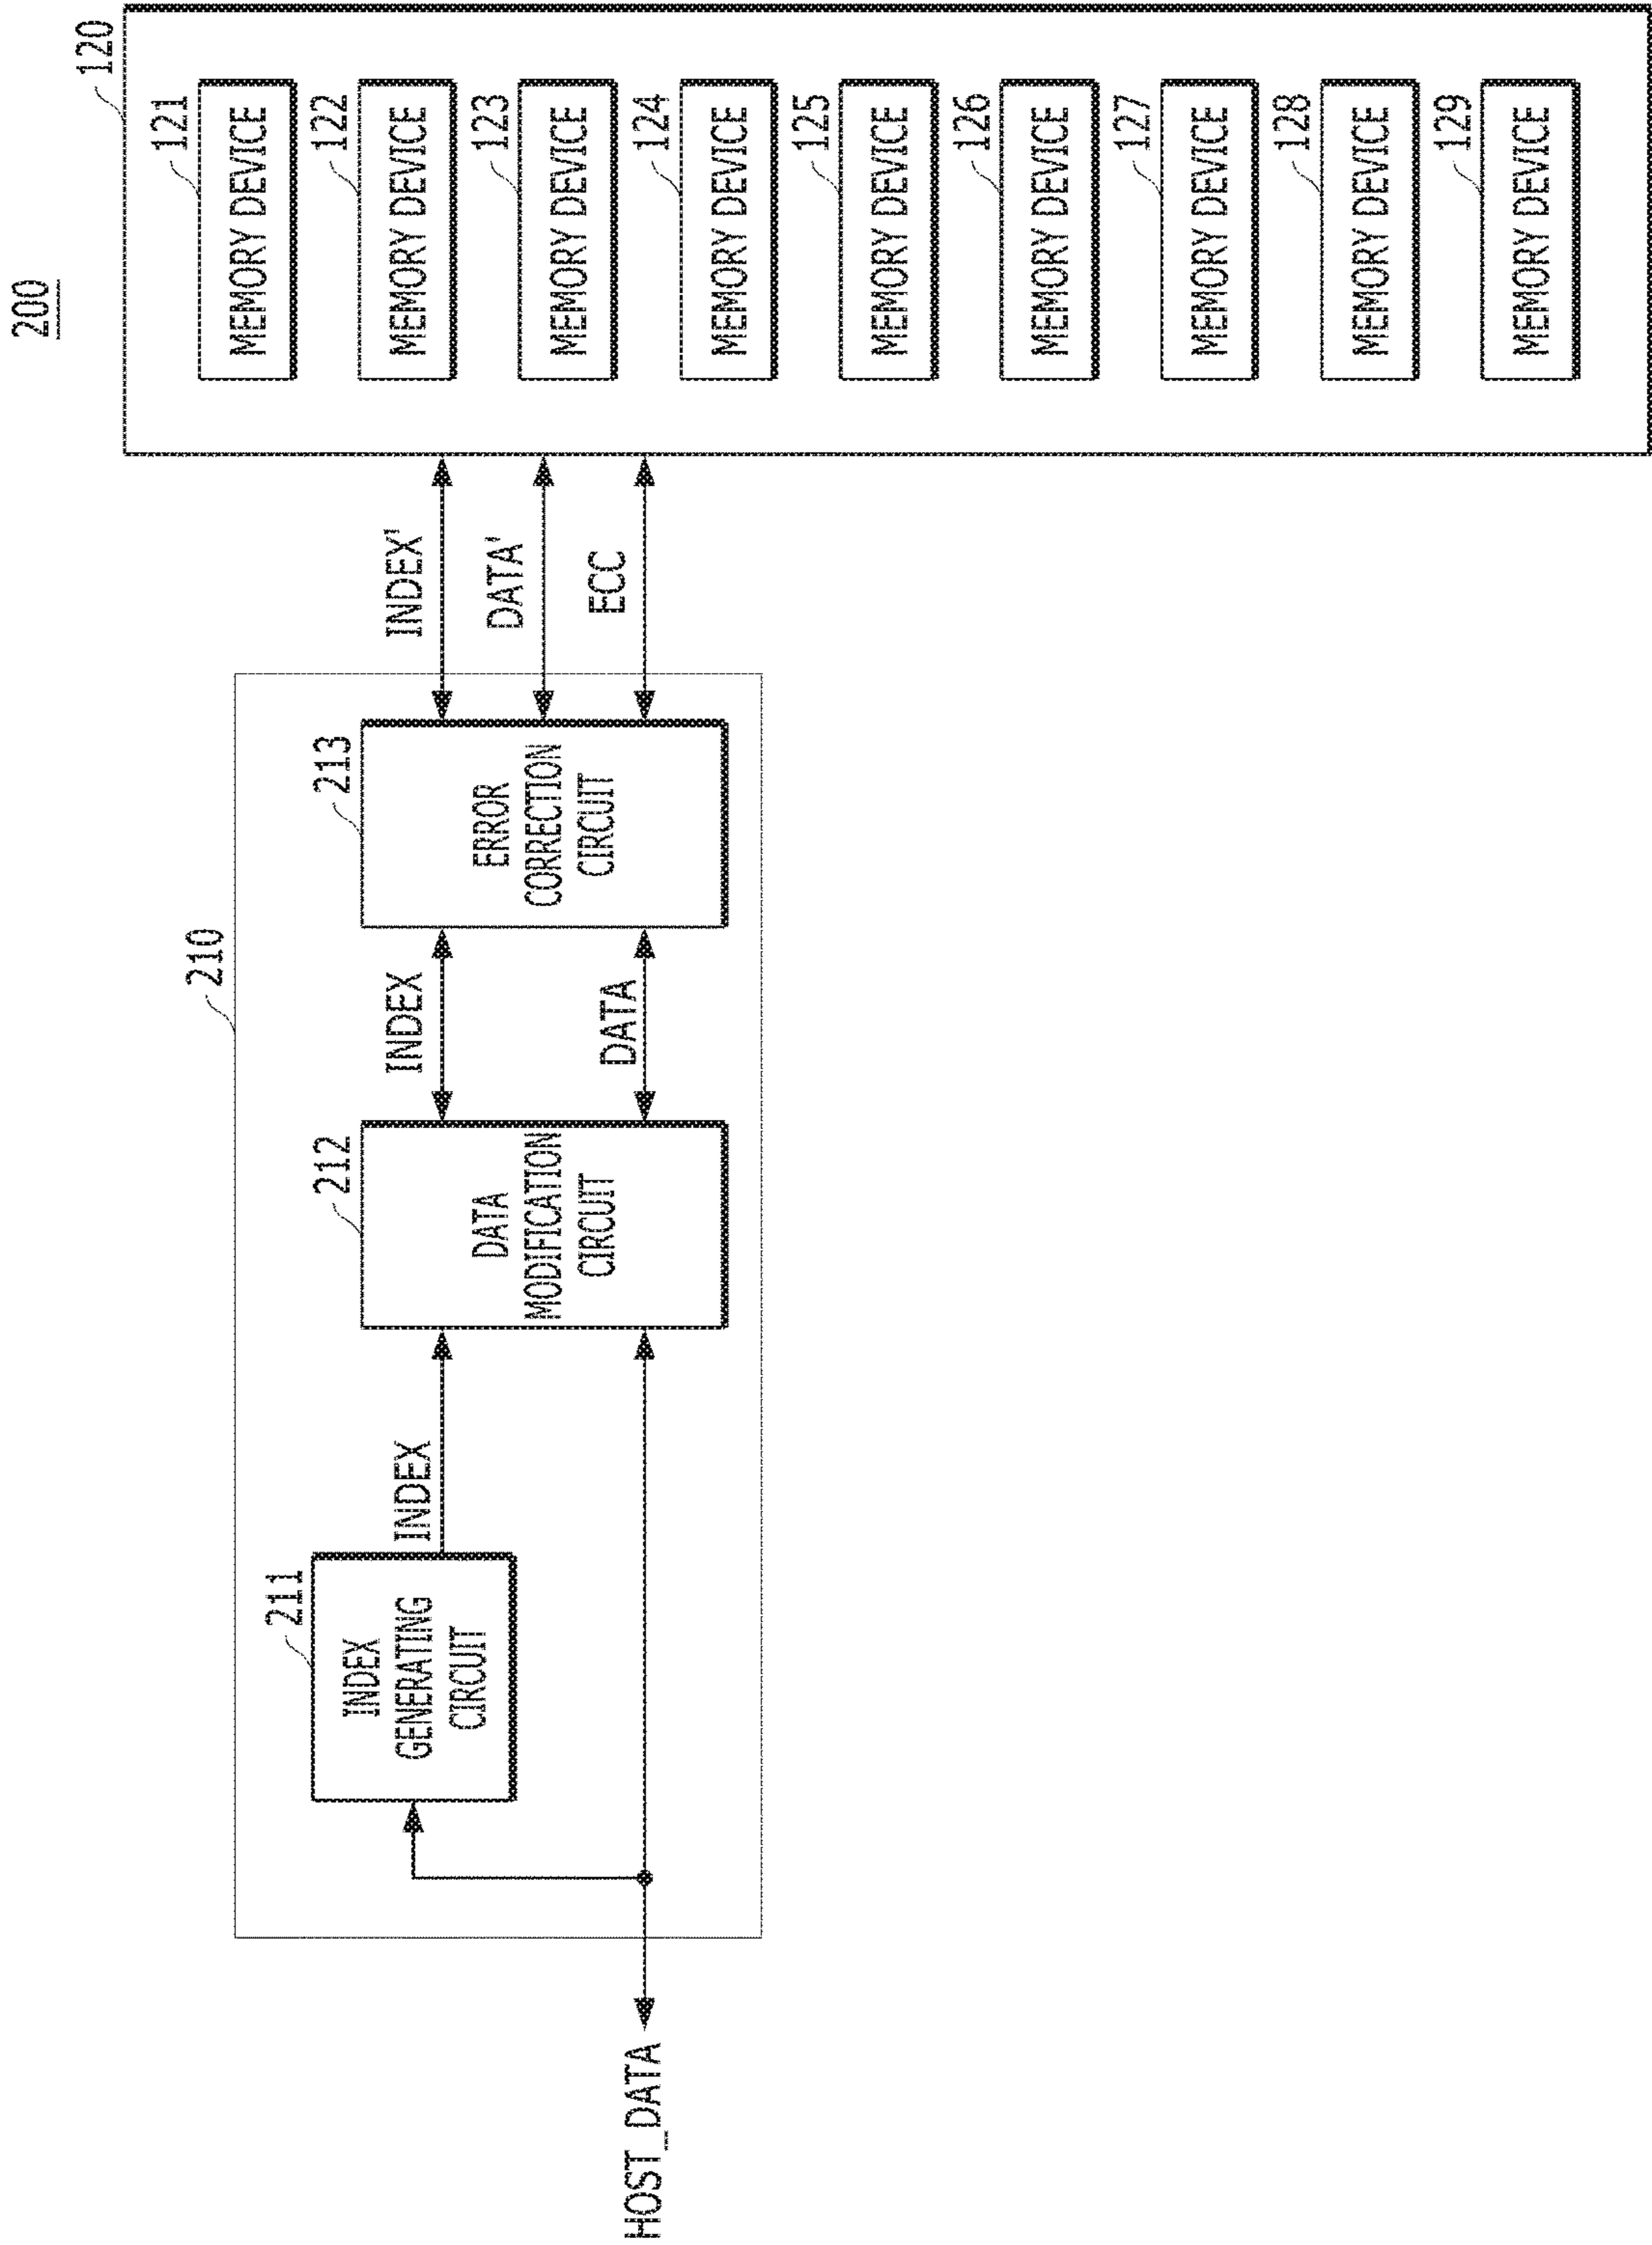 200
120
121
MEMORY DEVICE
122
MEMORY DEVICE
123
MEMORY DEVICE
124
MEMORY DEVICE
125
MEMORY DEVICE
126
MEMORY DEVICE
127
MEMORY DEVICE
128
MEMORY DEVICE
129
MEMORY DEVICE
INDEX'
DATA'
ECC
210
213
ERROR
CORRECTION
CIRCUIT
INDEX
DATA
212
DATA
MODIFICATION
CIRCUIT
INDEX
211
INDEX
GENERATING
CIRCUIT
HOST_DATA